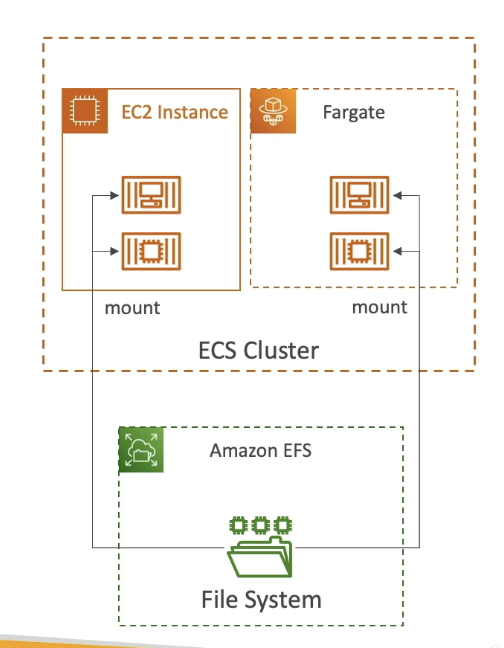 EC2 Instance
Fargate
mount
mount
ECS Cluster
Amazon EFS
File System